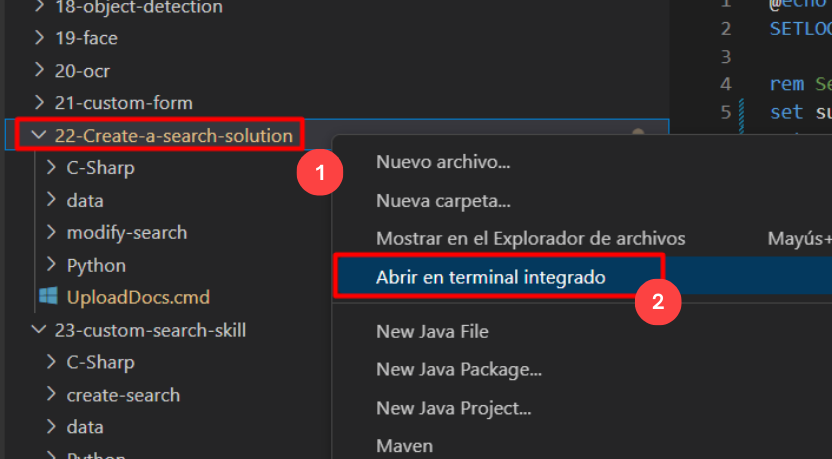 18-object-detection
19-face
20-ocr
21-custom-form
22-Create-a-search-solution
C-Sharp
data
modify-search
Python
UploadDocs.cmd
23-custom-search-skill
C-Sharp
create-search
data
Python
1
Nuevo archivo...
Nueva carpeta...
Mostrar en el Explorador de archivos Mayús+
Abrir en terminal integrado
2
New Java File
New Java Package...
New Java Project...
Maven
1 @echo
2 SETLOC
3
4 rem Se
5 set su